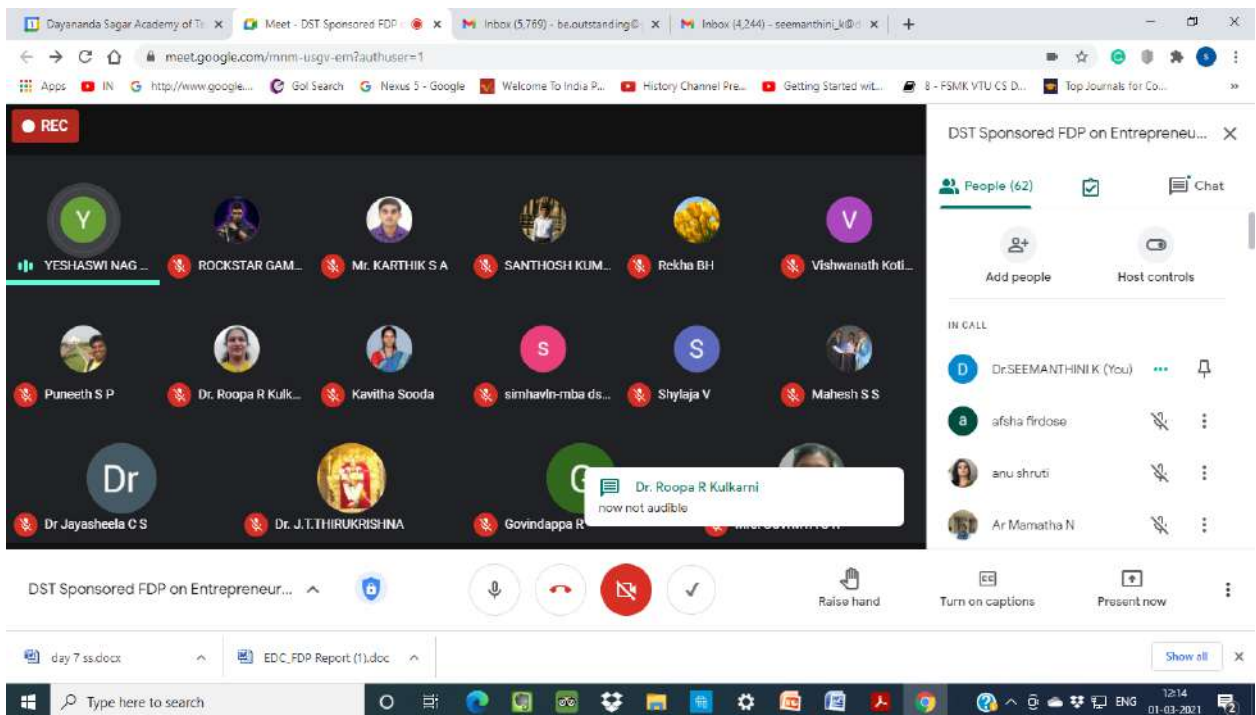 Dayananda Sagar Academy of Te
Meet - DST Sponsored FDP
Inbox (5,769) - be.outstanding@
Inbox (4,244) - seemanthini_k@d
meet.google.com/mnm-usgv-em?authuser=1
Apps
IN
http://www.google...
GoI Search
Nexus 5 - Google
Welcome To India P...
History Channel Pre...
Getting Started wit...
8 - FSMK VTU CS D...
Top Journals for Co...
REC
DST Sponsored FDP on Entrepreneu...
People (62)
Chat
Add people
Host controls
IN CALL
Y
V
YESHASWI NAG ...
ROCKSTAR GAM...
Mr. KARTHIK S A
SANTHOSH KUM...
Rekha BH
Vishwanath Koti...
S
S
Puneeth S P
Dr. Roopa R Kulk...
Kavitha Sooda
simhavln-mba ds...
Shylaja V
Mahesh S S
Dr
G
Dr Jayasheela C S
Dr. J.T.THIRUKRISHNA
Govindappa R
Dr. Roopa R Kulkarni
now not audible
D
Dr.SEEMANTHINI K (You)
a
afsha firdose
anu shruti
Ar Mamatha N
DST Sponsored FDP on Entrepreneur...
Raise hand
Turn on captions
Present now
day 7 ss.docx
EDC_FDP Report (1).doc
Show all
Type here to search
ENG
12:14
01-03-2021
2